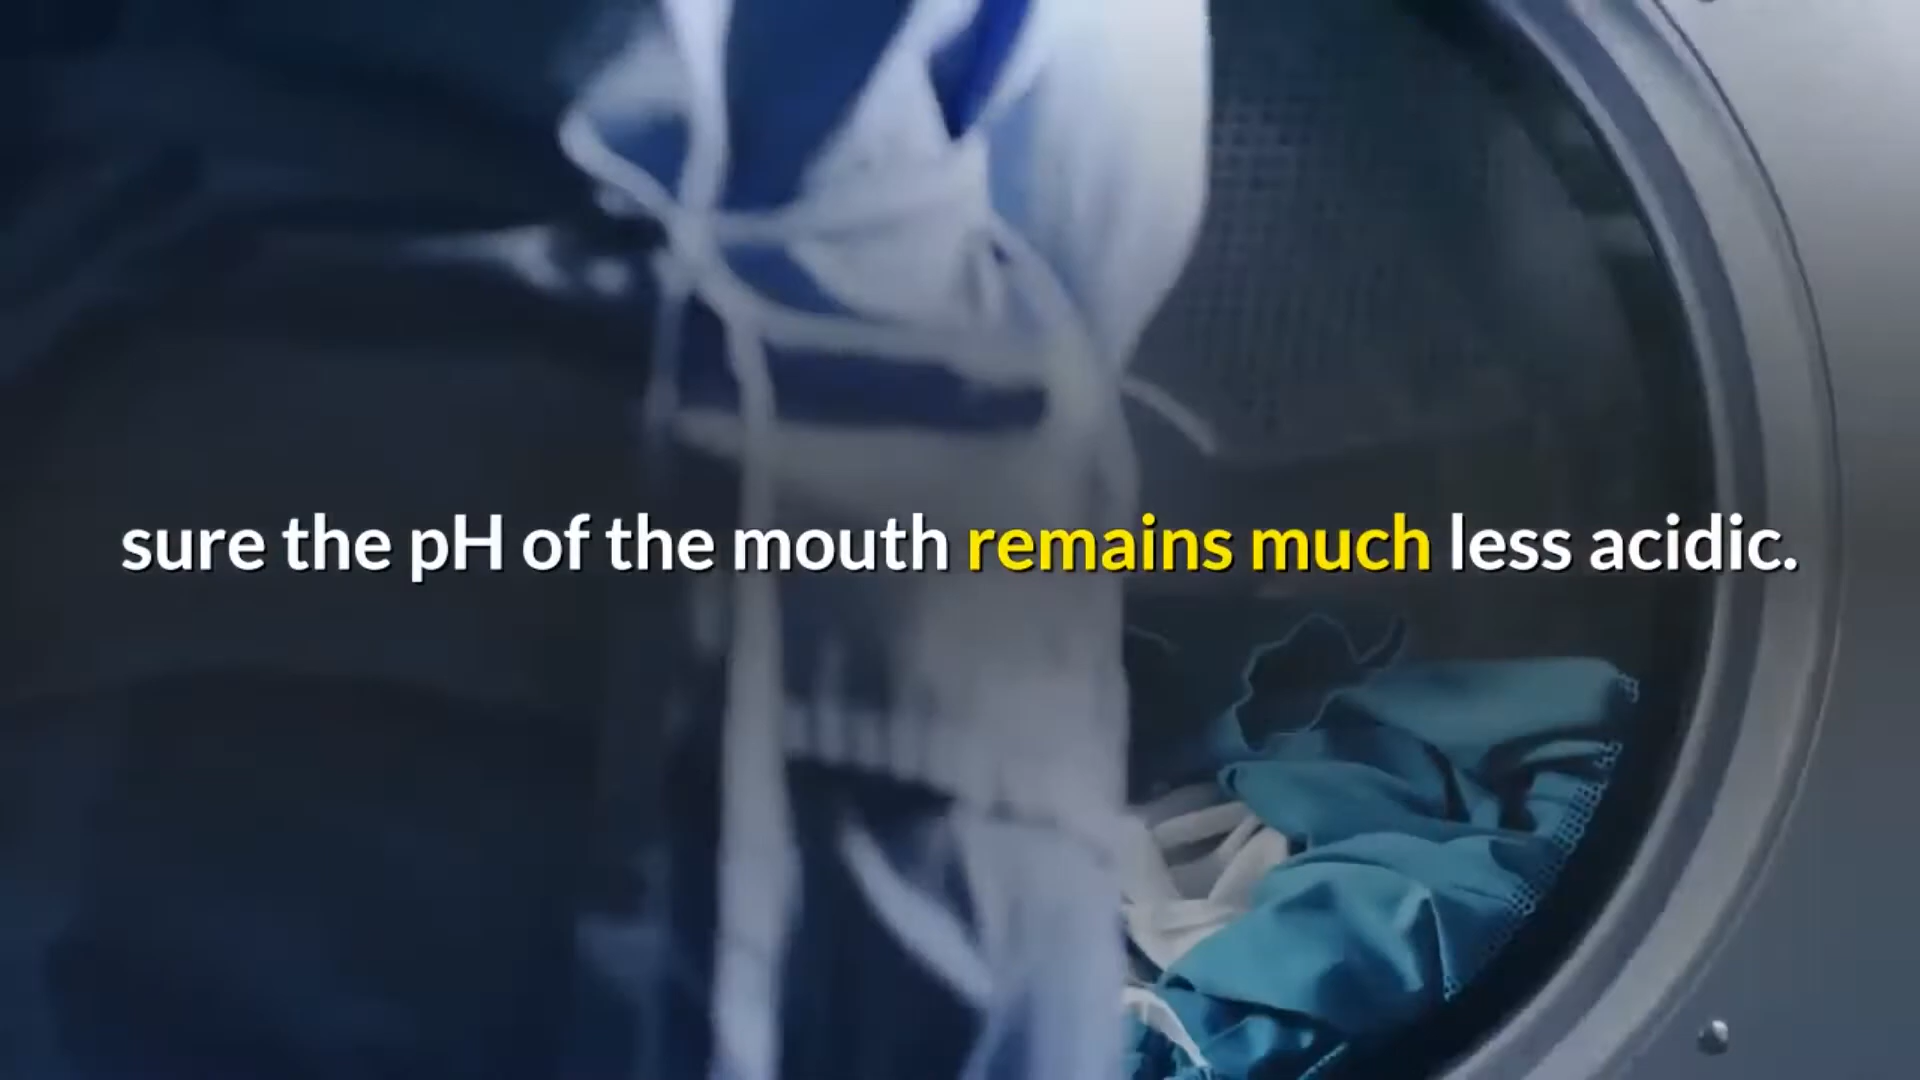 sure the pH of the mouth remains much less acidic.